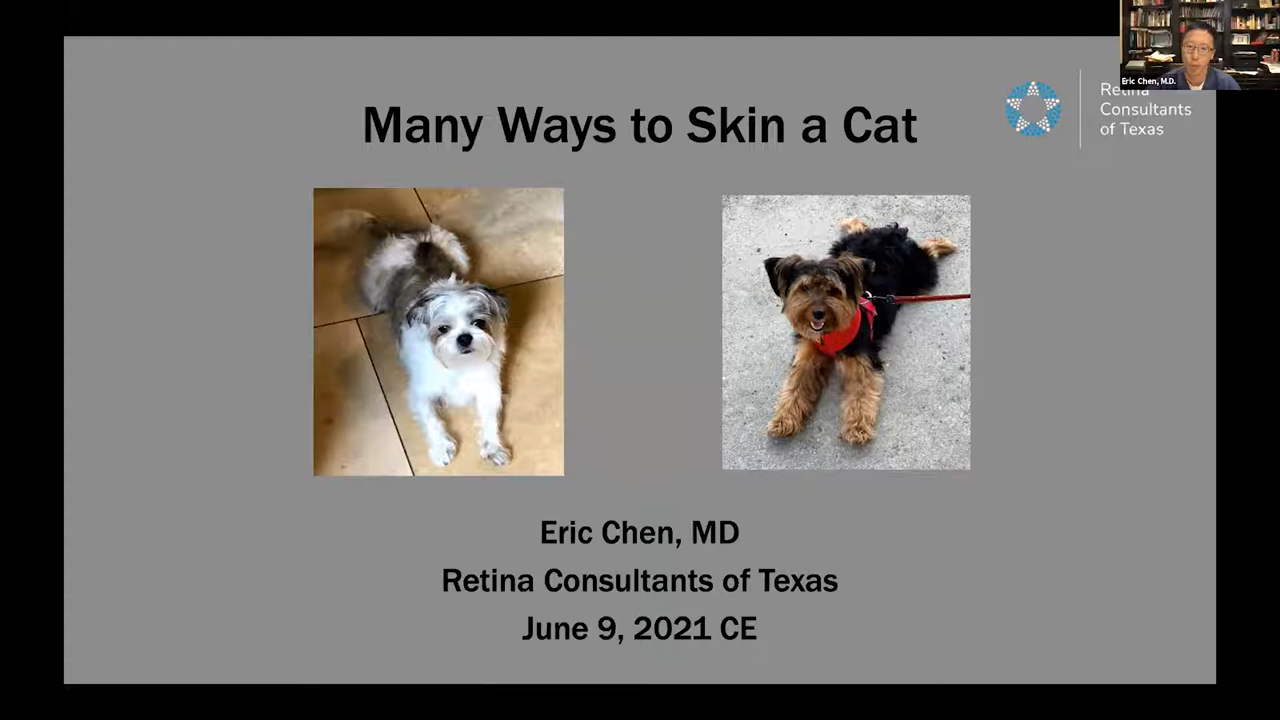 Many Ways to Skin a Cat
Eric Chen, M.D.
Retina
Consultants
of Texas
Eric Chen, MD
Retina Consultants of Texas
June 9, 2021 CE